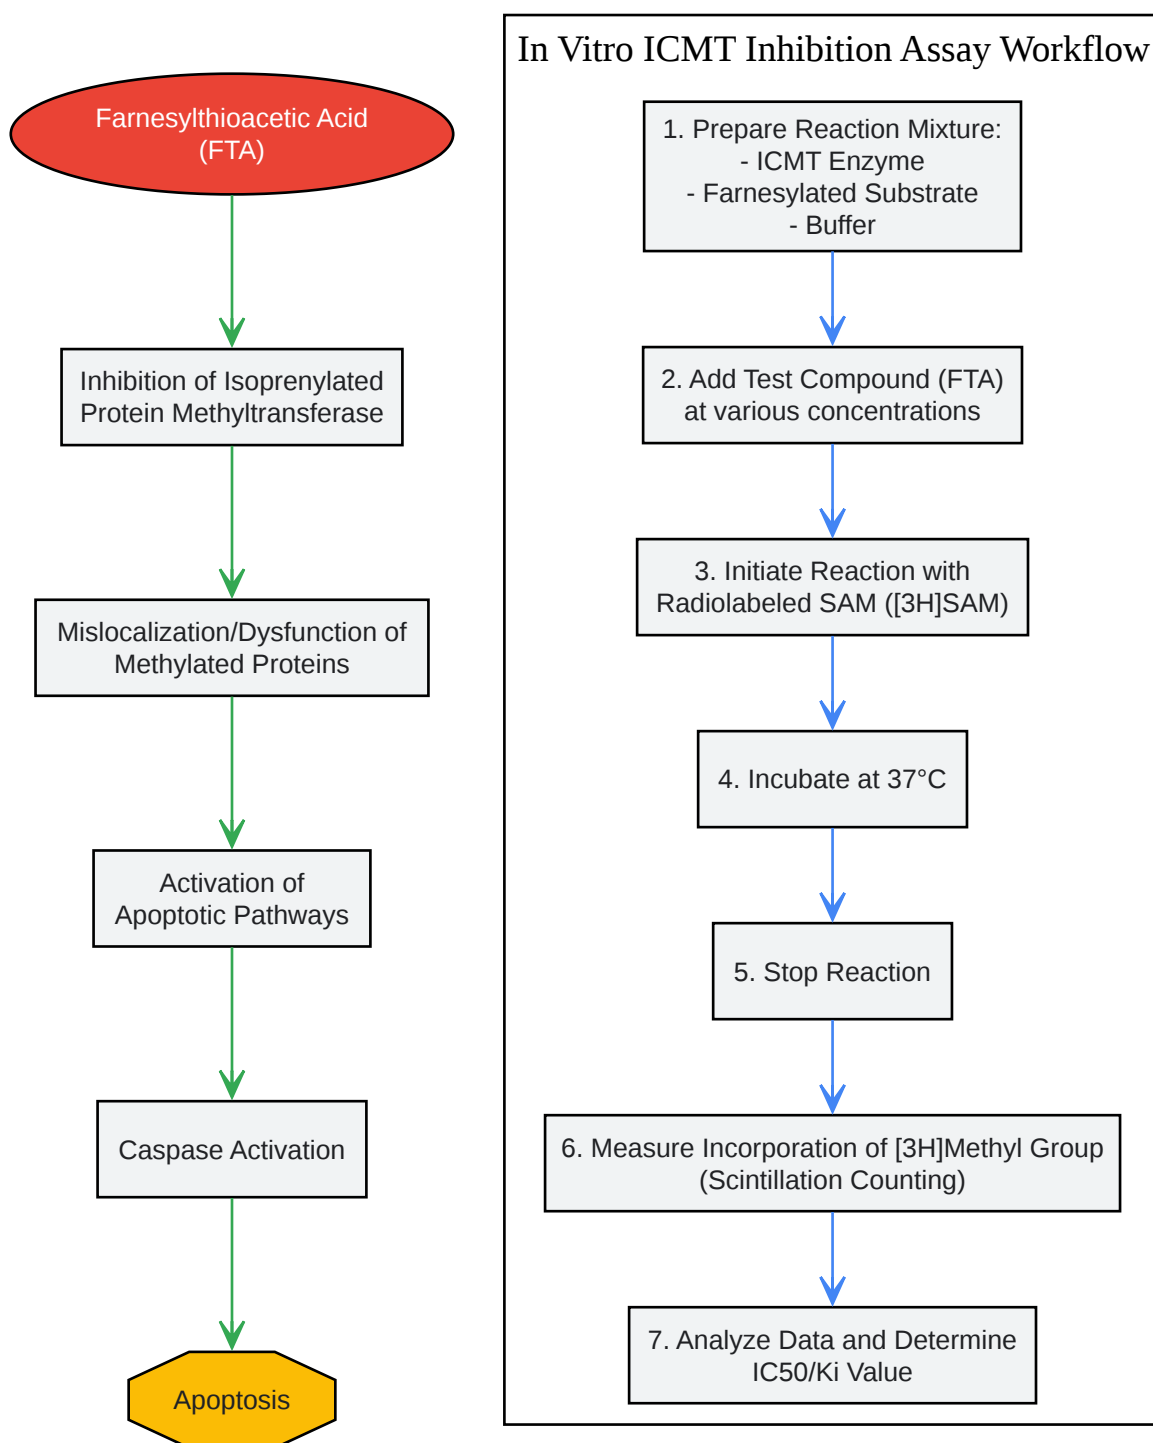 Farnesylthioacetic Acid
(FTA)
Inhibition of Isoprenylated
Protein Methyltransferase
Mislocalization/Dysfunction of
Methylated Proteins
Activation of
Apoptotic Pathways
Caspase Activation
Apoptosis
In Vitro ICMT Inhibition Assay Workflow
1. Prepare Reaction Mixture:
- ICMT Enzyme
- Farnesylated Substrate
- Buffer
2. Add Test Compound (FTA)
at various concentrations
3. Initiate Reaction with
Radiolabeled SAM ([3H]SAM)
4. Incubate at 37°C
5. Stop Reaction
6. Measure Incorporation of [3H]Methyl Group
(Scintillation Counting)
7. Analyze Data and Determine
IC50/Ki Value